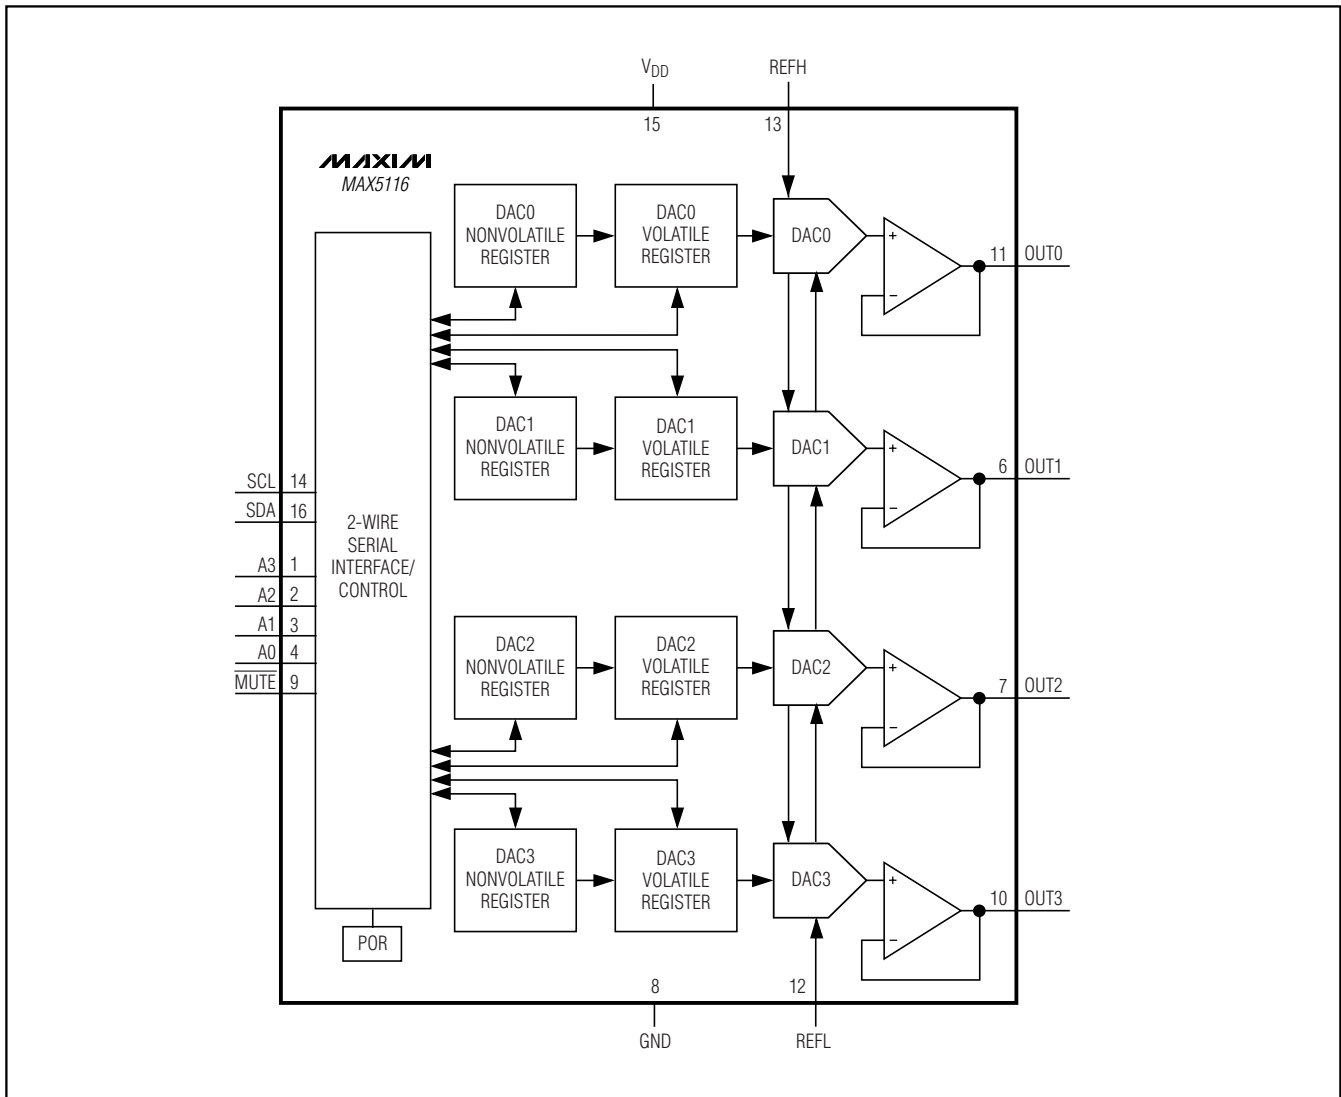 VDD
REFH
15
13
MAXIM
MAX5116
DAC0
NONVOLATILE
REGISTER
DAC0
VOLATILE
REGISTER
DAC0
+
−
11
OUT0
DAC1
NONVOLATILE
REGISTER
DAC1
VOLATILE
REGISTER
DAC1
+
−
6
OUT1
SCL
14
SDA
16
A3
1
A2
2
A1
3
A0
4
MUTE
9
2-WIRE
SERIAL
INTERFACE/
CONTROL
DAC2
NONVOLATILE
REGISTER
DAC2
VOLATILE
REGISTER
DAC2
+
−
7
OUT2
DAC3
NONVOLATILE
REGISTER
DAC3
VOLATILE
REGISTER
DAC3
+
−
10
OUT3
POR
8
12
GND
REFL